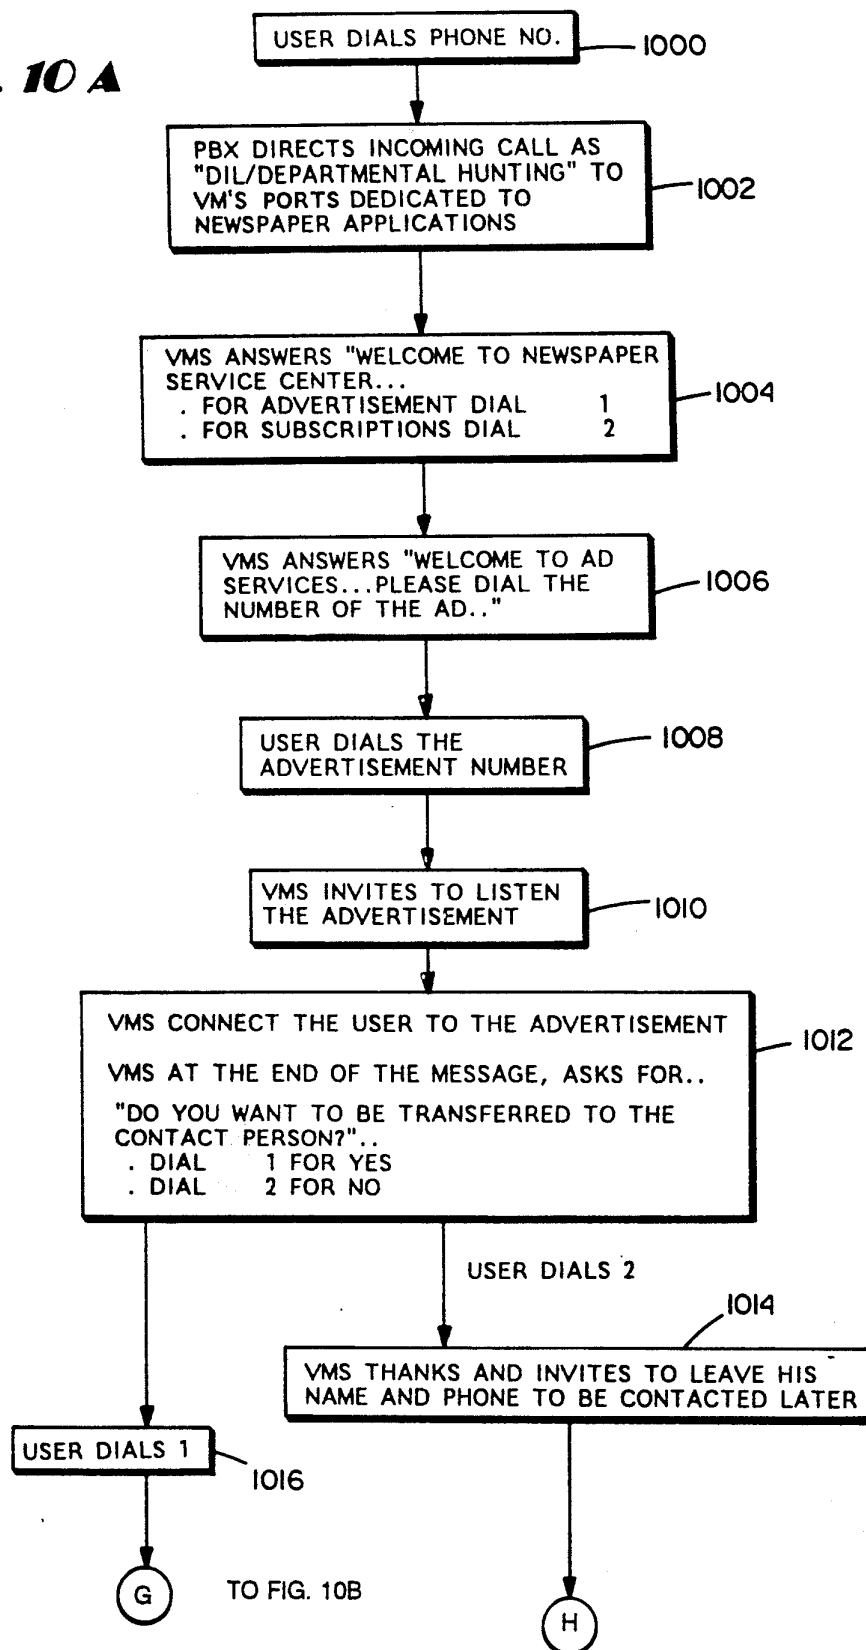 . 10 A
USER DIALS PHONE NO.
1000
PBX DIRECTS INCOMING CALL AS
"DIL/DEPARTMENTAL HUNTING" TO
VM'S PORTS DEDICATED TO
NEWSPAPER APPLICATIONS
1002
VMS ANSWERS "WELCOME TO NEWSPAPER
SERVICE CENTER...
. FOR ADVERTISEMENT DIAL 1
. FOR SUBSCRIPTIONS DIAL 2
1004
VMS ANSWERS "WELCOME TO AD
SERVICES...PLEASE DIAL THE
NUMBER OF THE AD.."
1006
USER DIALS THE
ADVERTISEMENT NUMBER
1008
VMS INVITES TO LISTEN
THE ADVERTISEMENT
1010
VMS CONNECT THE USER TO THE ADVERTISEMENT
VMS AT THE END OF THE MESSAGE, ASKS FOR..
"DO YOU WANT TO BE TRANSFERRED TO THE
CONTACT PERSON?"..
. DIAL 1 FOR YES
. DIAL 2 FOR NO
1012
USER DIALS 2
1014
VMS THANKS AND INVITES TO LEAVE HIS
NAME AND PHONE TO BE CONTACTED LATER
USER DIALS 1
1016
G
TO FIG. 10B
H